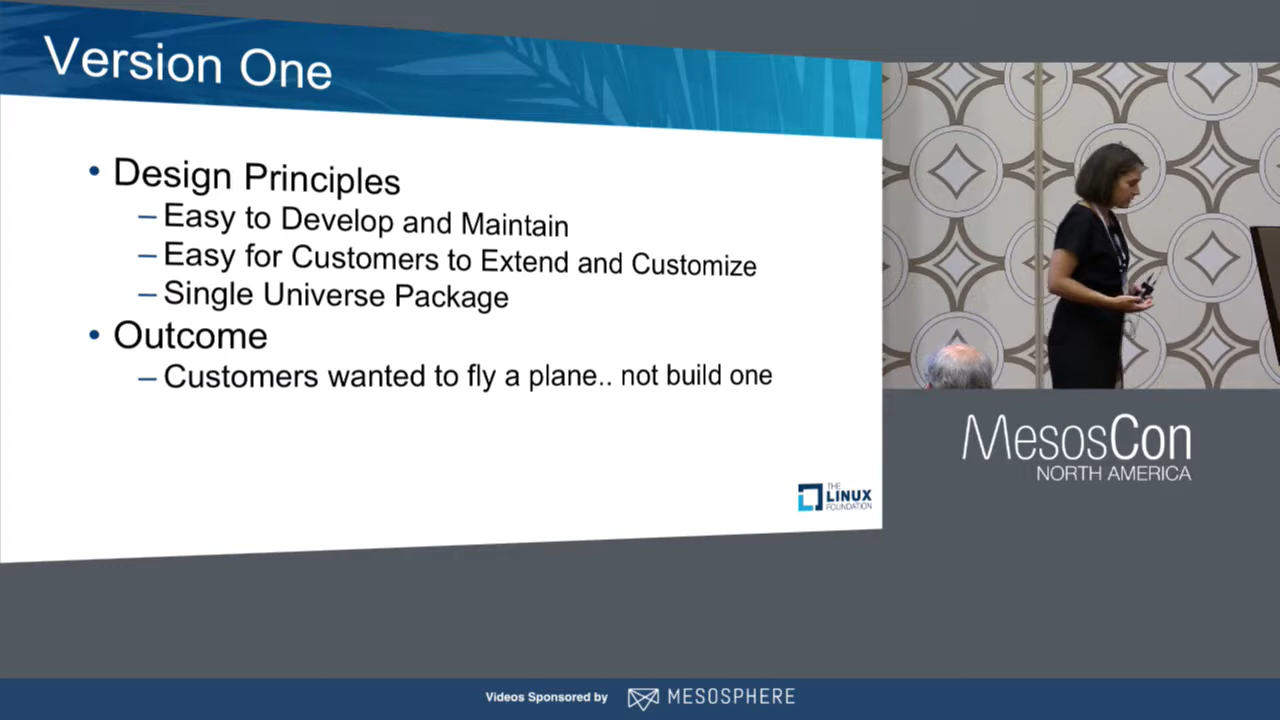 Version One
• Design Principles
– Easy to Develop and Maintain
– Easy for Customers to Extend and Customize
– Single Universe Package
• Outcome
– Customers wanted to fly a plane.. not build one
THE
LINUX
FOUNDATION
MesosCon
NORTH AMERICA
Videos Sponsored by
MESOSPHERE